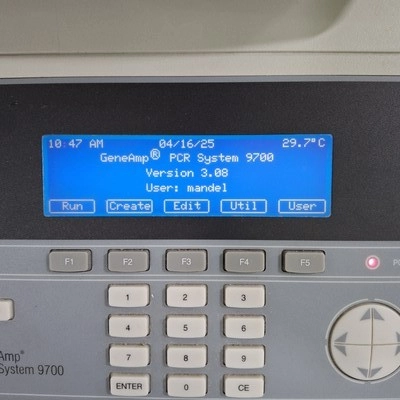 10:47 AM 04/16/25 29.7°C
GeneAmp® PCR System 9700
Version 3.08
User: mandel
Run Create Edit Util User
F1 F2 F3 F4 F5
1 2 3
4 5 6
7 8 9
ENTER 0 CE
Amp®
System 9700